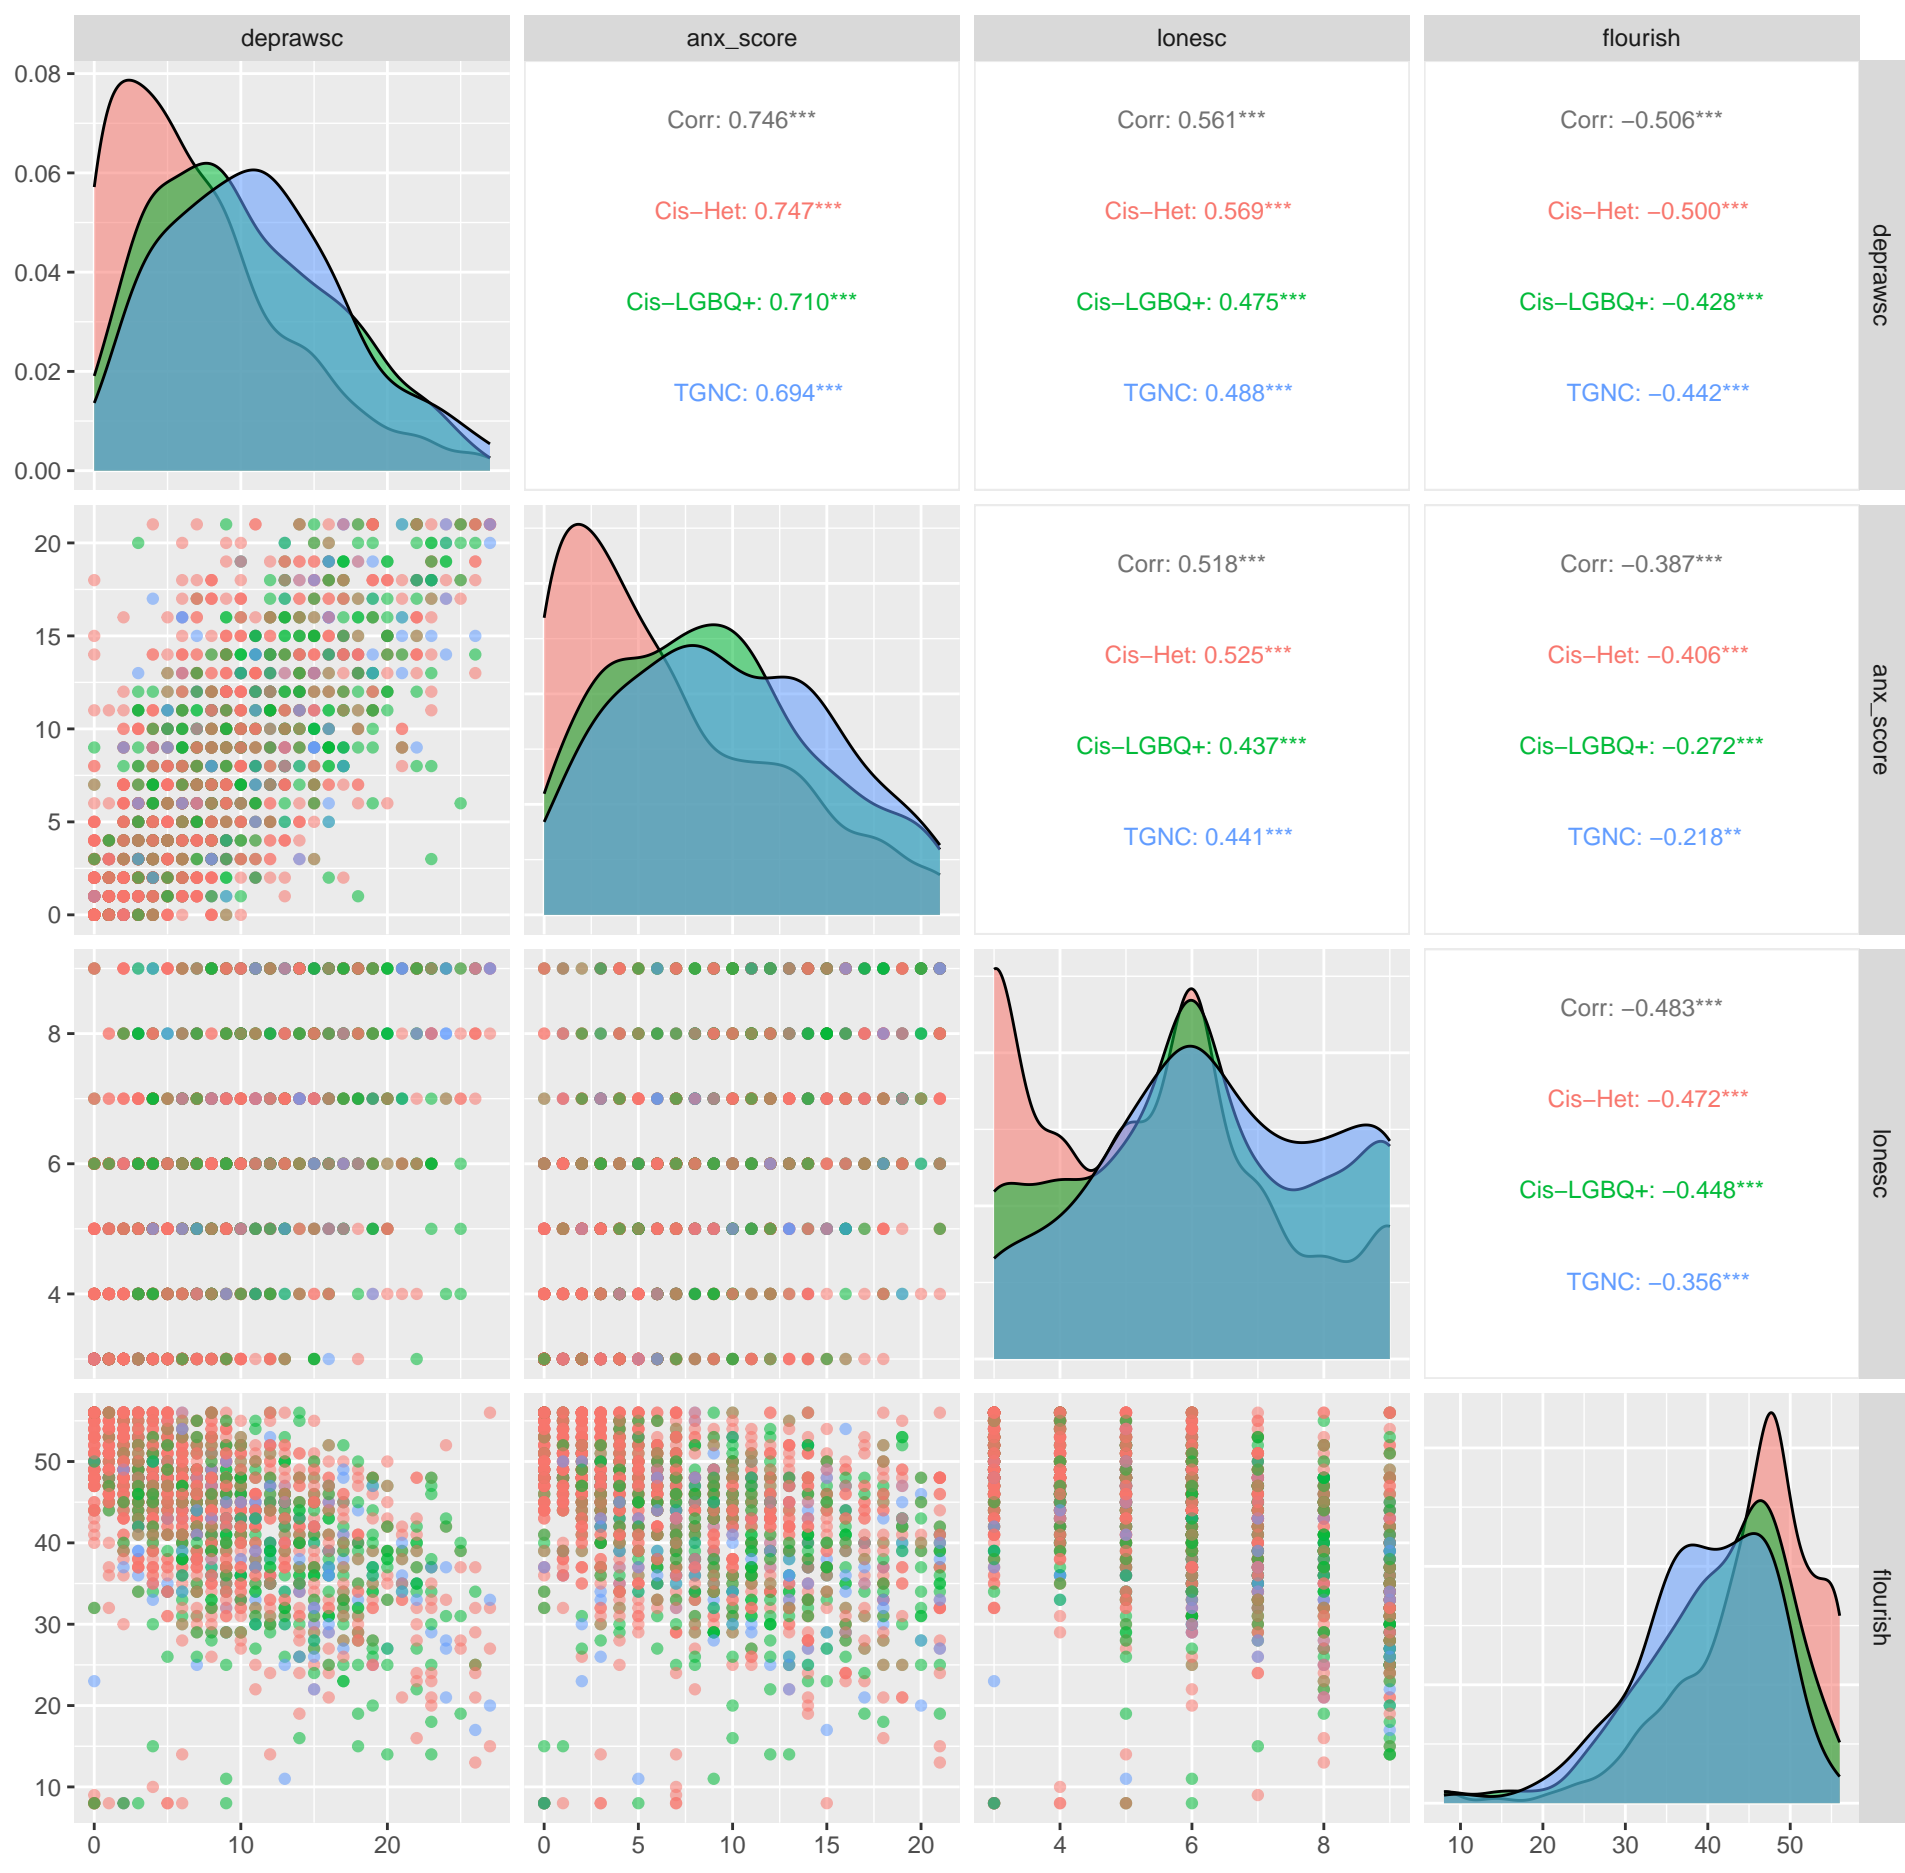 deprawsc anx_score lonesc flourish
0.08
0.06
0.04
0.02
0.00
Corr: 0.746***
Cis−Het: 0.747***
Cis−LGBQ+: 0.710***
TGNC: 0.694***
Corr: 0.561***
Cis−Het: 0.569***
Cis−LGBQ+: 0.475***
TGNC: 0.488***
Corr: −0.506***
Cis−Het: −0.500***
Cis−LGBQ+: −0.428***
TGNC: −0.442***
deprawsc
20
15
10
5
0
Corr: 0.518***
Cis−Het: 0.525***
Cis−LGBQ+: 0.437***
TGNC: 0.441***
Corr: −0.387***
Cis−Het: −0.406***
Cis−LGBQ+: −0.272***
TGNC: −0.218**
anx_score
8
6
4
Corr: −0.483***
Cis−Het: −0.472***
Cis−LGBQ+: −0.448***
TGNC: −0.356***
lonesc
50
40
30
20
10
flourish
0 10 20 0 5 10 15 20 4 6 8 10 20 30 40 50